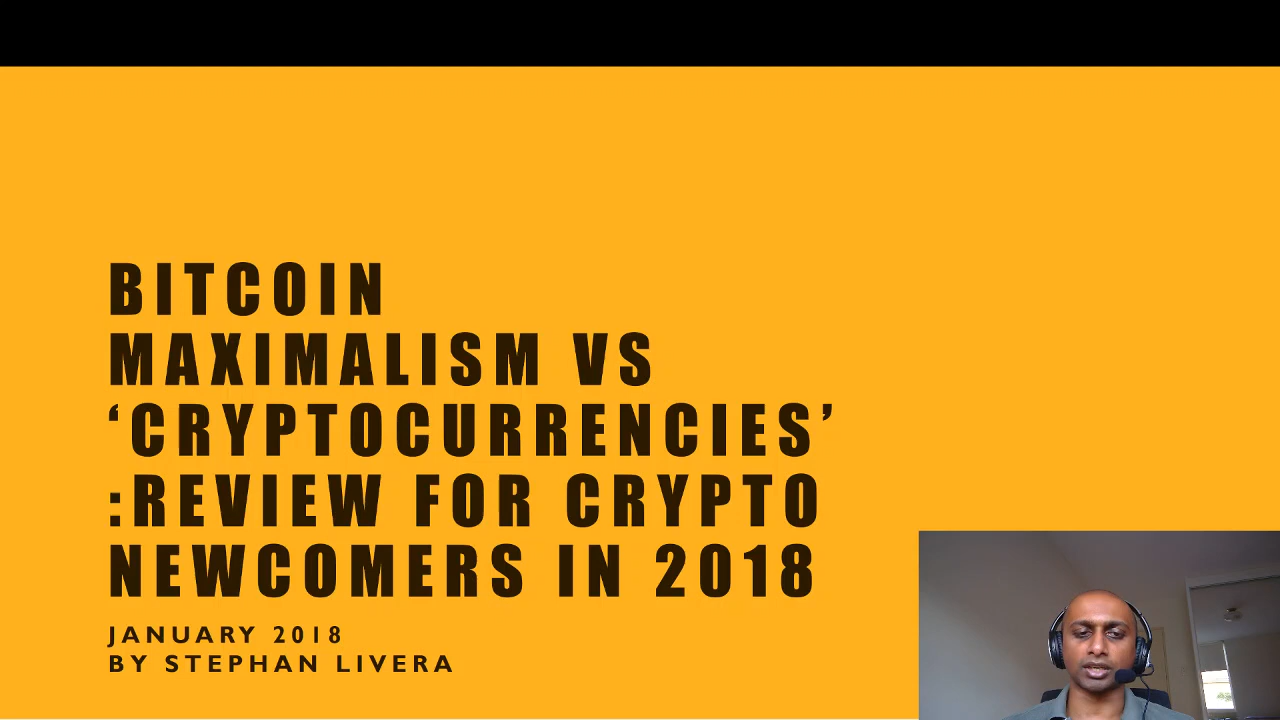 BITCOIN
MAXIMALISM VS
‘CRYPTOCURRENCIES’
:REVIEW FOR CRYPTO
NEWCOMERS IN 2018
JANUARY 2018
BY STEPHAN LIVERA